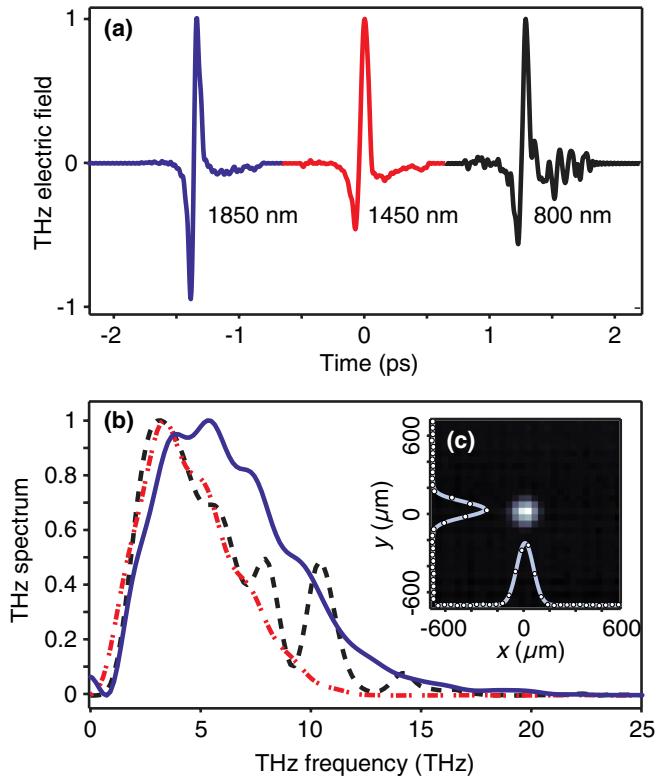 (a)
1
0
-1
THz electric field
1850 nm
1450 nm
800 nm
-2
-1
0
1
2
Time (ps)
(b)
1
0.8
0.6
0.4
0.2
0
THz spectrum
0
5
10
15
20
25
THz frequency (THz)
(c)
600
0
-600
y (µm)
-600
0
600
x (µm)